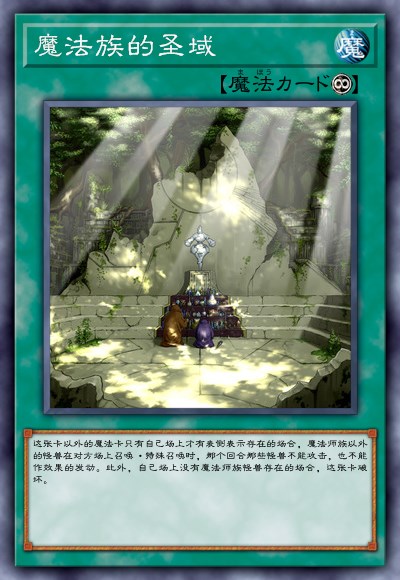 魔法族的圣域
魔
【魔法カード】
まほう
这张卡以外的魔法卡只有自己场上才有表侧表示存在的场合，魔法师族以外
的怪兽在对方场上召唤·特殊召唤时，那个回合那些怪兽不能攻击，也不能
作效果的发动。此外，自己场上没有魔法师族怪兽存在的场合，这张卡破
坏。